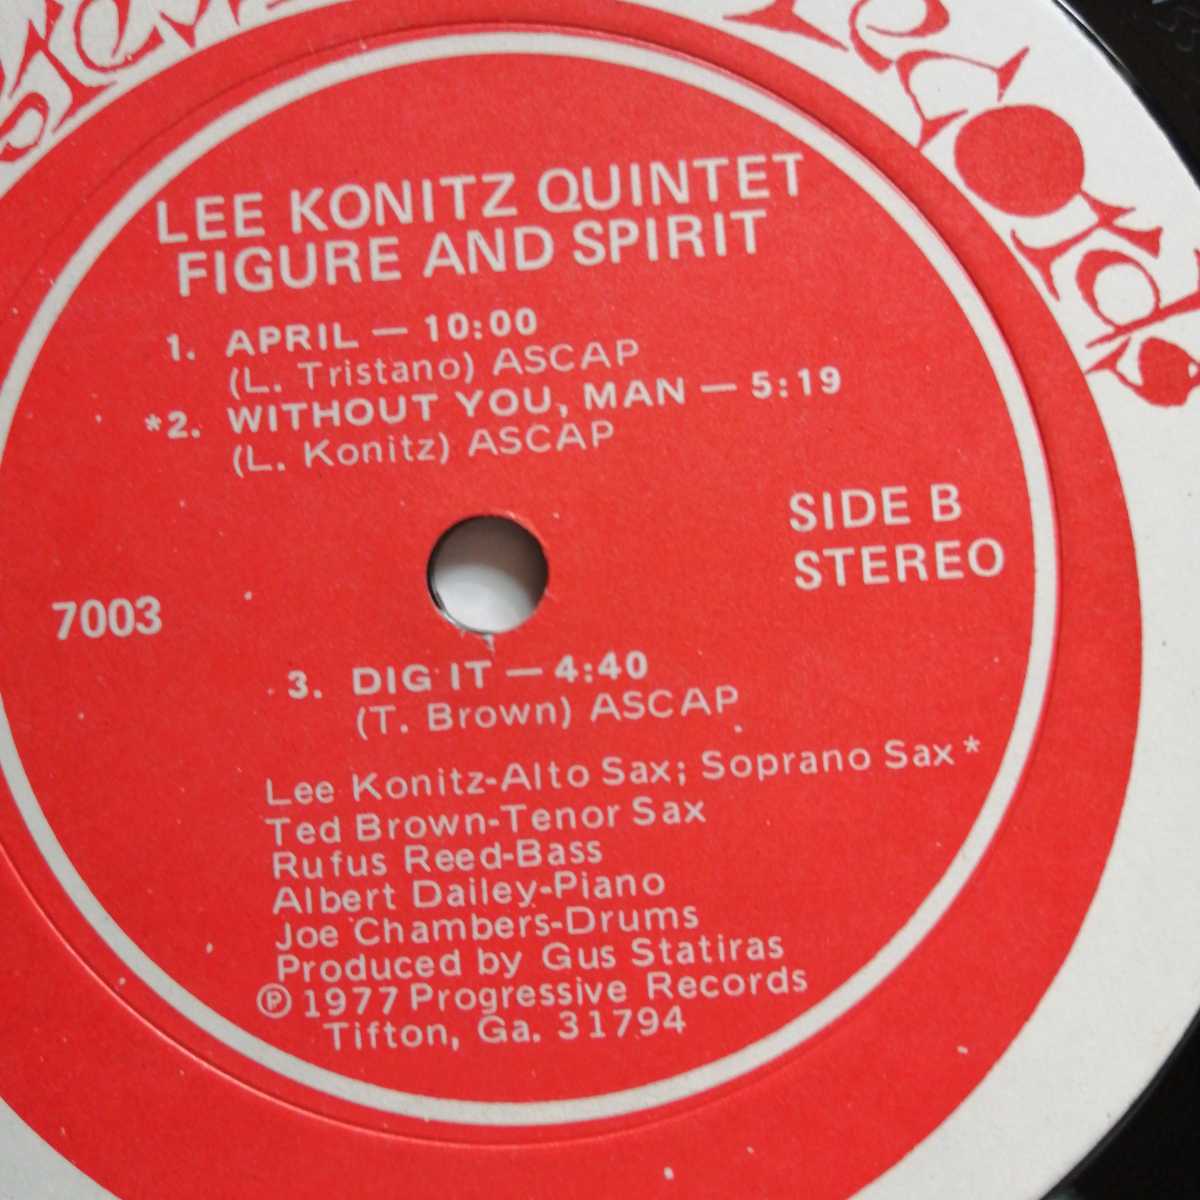 Records
LEE KONITZ QUINTET
FIGURE AND SPIRIT
1. APRIL — 10:00
(L. Tristano) ASCAP
*2. WITHOUT YOU, MAN — 5:19
(L. Konitz) ASCAP
SIDE B
STEREO
7003
3. DIG IT — 4:40
(T. Brown) ASCAP
Lee Konitz-Alto Sax; Soprano Sax*
Ted Brown-Tenor Sax
Rufus Reed-Bass
Albert Dailey-Piano
Joe Chambers-Drums
Produced by Gus Statiras
Ⓟ 1977 Progressive Records
Tifton, Ga. 31794